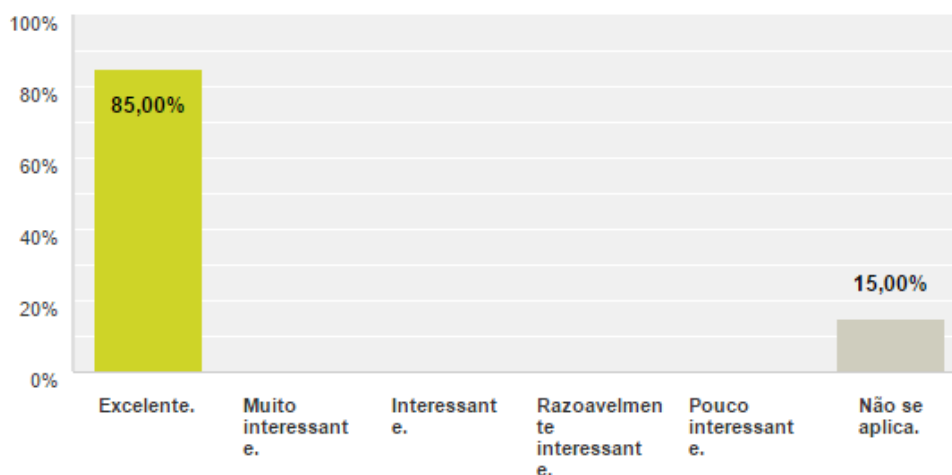 100%
80%
60%
40%
20%
0%
85,00%
15,00%
Excelente.
Muito
interessant
e.
Interessant
e.
Razoavelmen
te
interessant
e.
Pouco
interessant
e.
Não se
aplica.